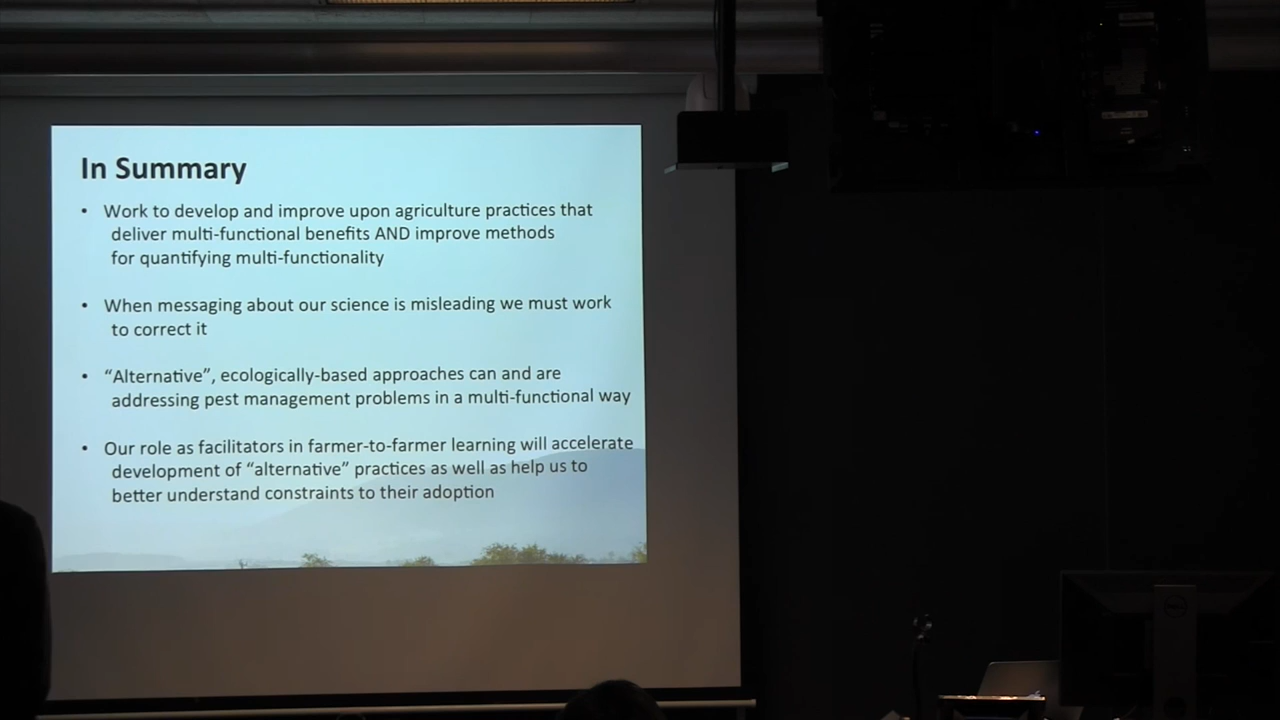 In Summary
• Work to develop and improve upon agriculture practices that
deliver multi-functional benefits AND improve methods
for quantifying multi-functionality
• When messaging about our science is misleading we must work
to correct it
• “Alternative”, ecologically-based approaches can and are
addressing pest management problems in a multi-functional way
• Our role as facilitators in farmer-to-farmer learning will accelerate
development of “alternative” practices as well as help us to
better understand constraints to their adoption